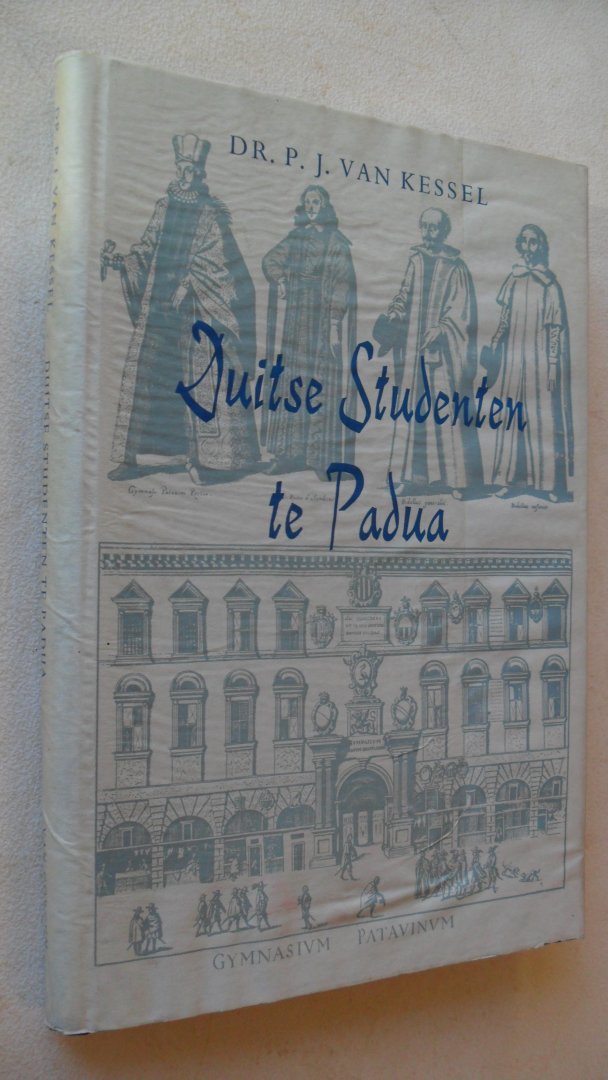 DR. P. J. VAN KESSEL
Duitse Studenten
te Padua
GYMNASIVM PATAVINVM
DR. P. J. VAN KESSEL
DUITSE STUDENTEN TE PADUA